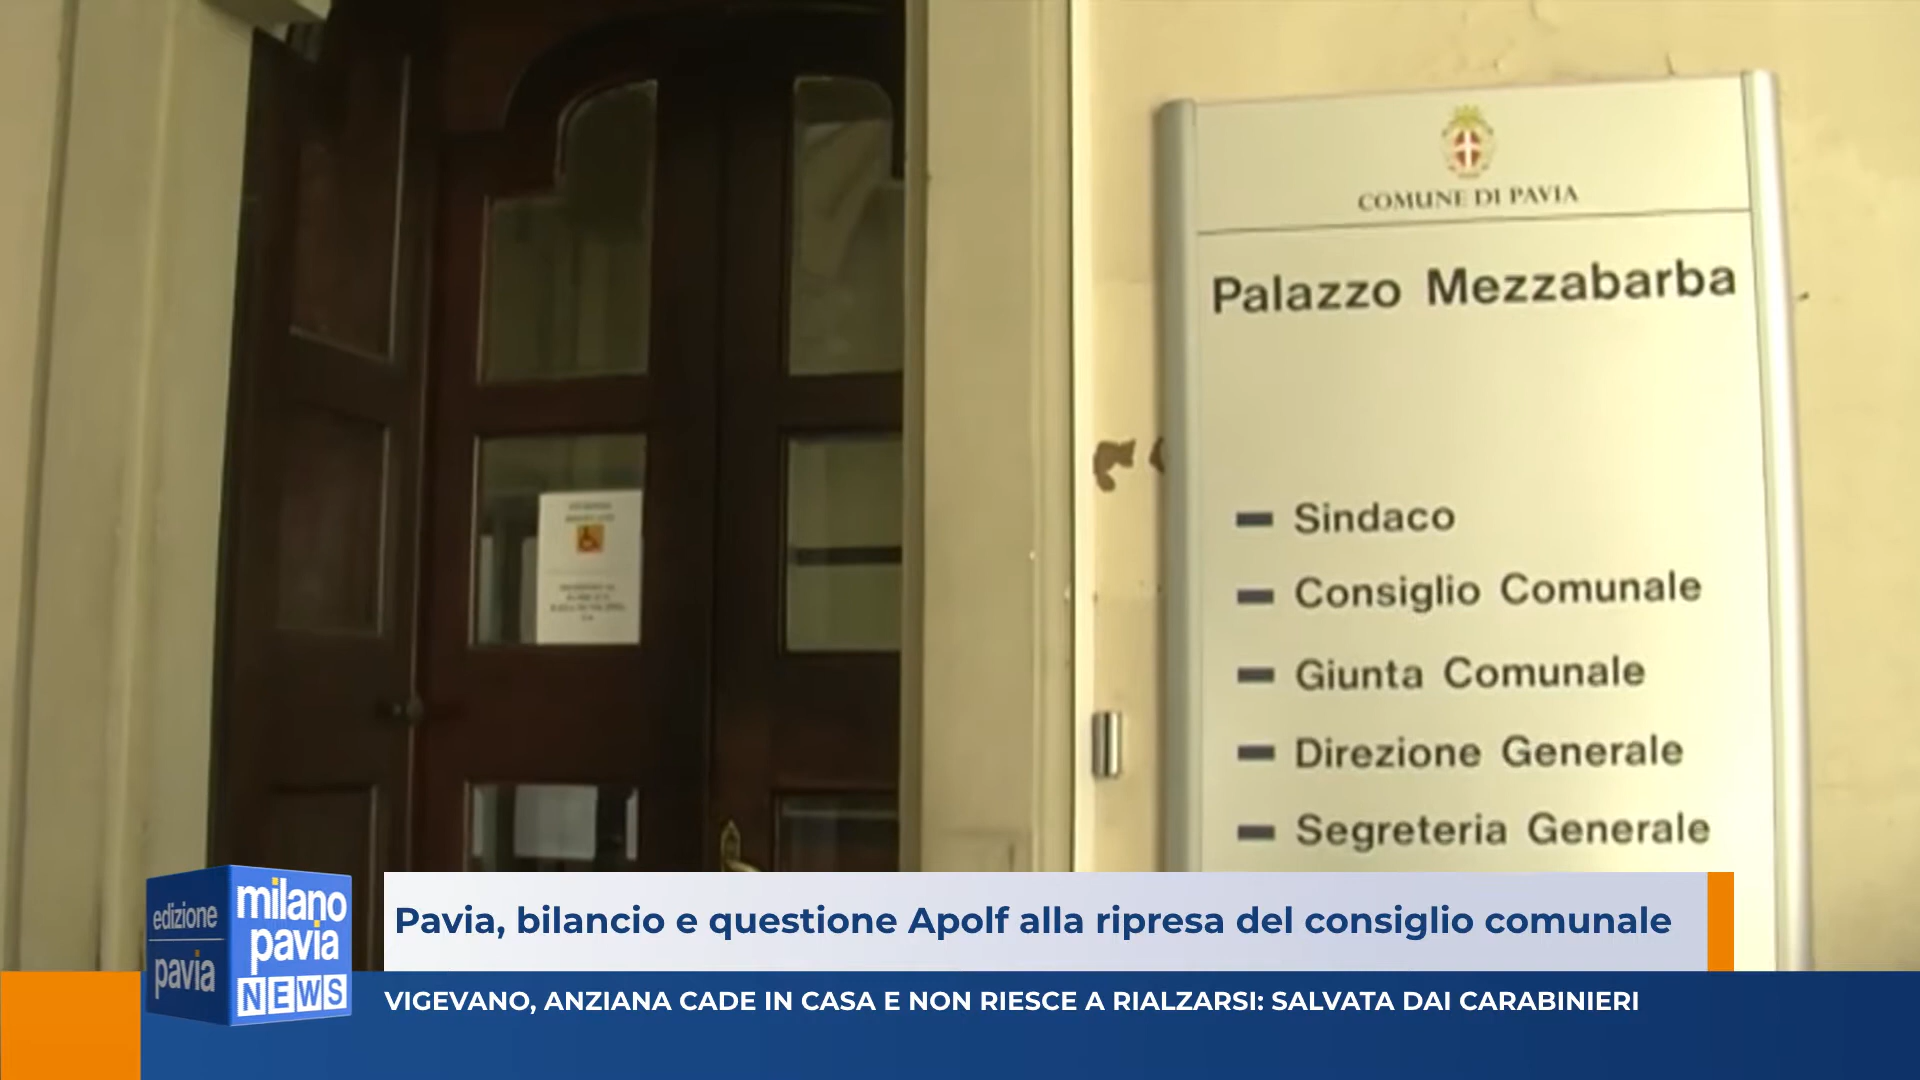 COMUNE DI PAVIA
Palazzo Mezzabarba
Sindaco
Consiglio Comunale
Giunta Comunale
Direzione Generale
Segreteria Generale
edizione
pavia
milano
pavia
NEWS
Pavia, bilancio e questione Apolf alla ripresa del consiglio comunale
VIGEVANO, ANZIANA CADE IN CASA E NON RIESCE A RIALZARSI: SALVATA DAI CARABINIERI